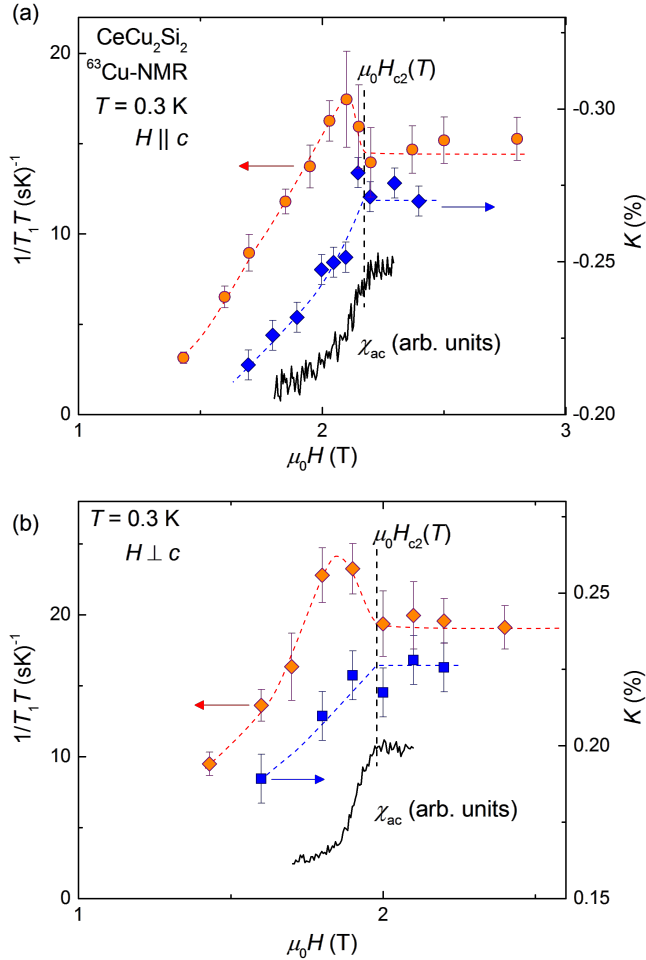 (a)
CeCu₂Si₂
⁶³Cu-NMR
T = 0.3 K
H || c
μ₀Hc2(T)
χac (arb. units)
1/T₁T (sK)⁻¹
20
10
0
K (%)
-0.30
-0.25
-0.20
1
2
3
μ₀H (T)
(b)
T = 0.3 K
H ⊥ c
μ₀Hc2(T)
χac (arb. units)
1/T₁T (sK)⁻¹
20
10
0
K (%)
0.25
0.20
0.15
1
2
μ₀H (T)